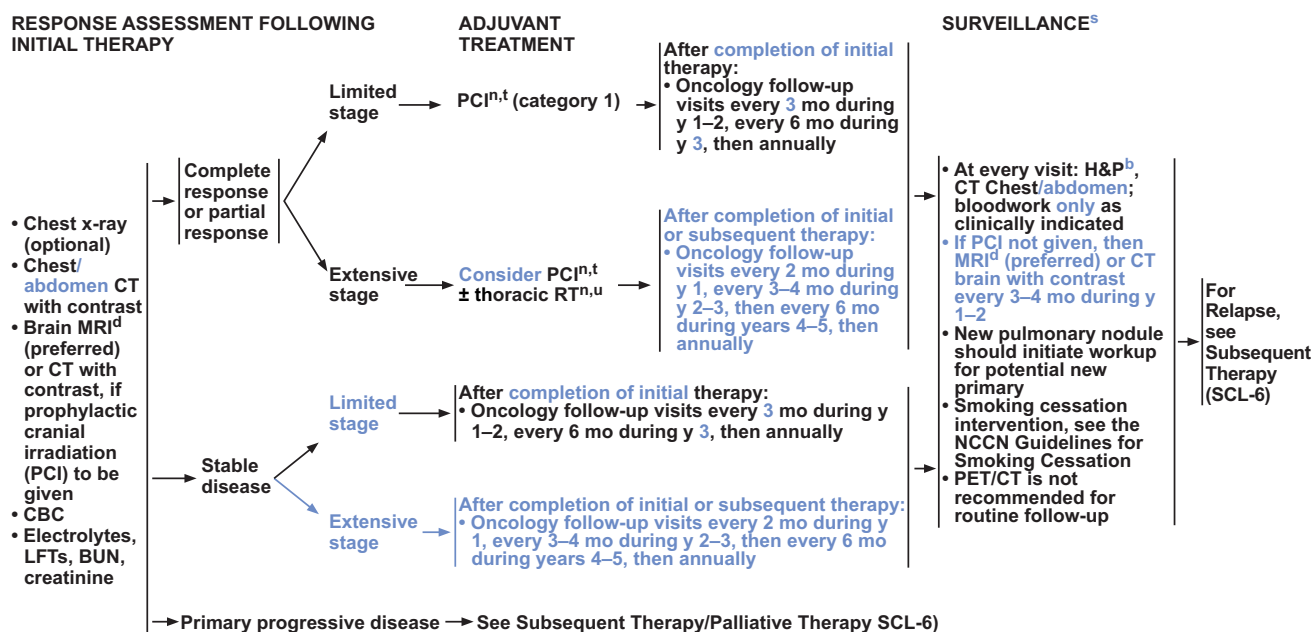 RESPONSE ASSESSMENT FOLLOWING
INITIAL THERAPY
• Chest x-ray
(optional)
• Chest/
abdomen CT
with contrast
• Brain MRIᵈ
(preferred)
or CT with
contrast, if
prophylactic
cranial
irradiation
(PCI) to be
given
• CBC
• Electrolytes,
LFTs, BUN,
creatinine
Complete
response
or partial
response
Limited
stage
Extensive
stage
Stable
disease
Limited
stage
Extensive
stage
Primary progressive disease
See Subsequent Therapy/Palliative Therapy SCL-6)
ADJUVANT
TREATMENT
PCIⁿ,ᵗ (category 1)
Consider PCIⁿ,ᵗ
± thoracic RTⁿ,ᵘ
After completion of initial
therapy:
• Oncology follow-up
visits every 3 mo during
y 1–2, every 6 mo during
y 3, then annually
After completion of initial
or subsequent therapy:
• Oncology follow-up
visits every 2 mo during
y 1, every 3–4 mo during
y 2–3, then every 6 mo
during years 4–5, then
annually
After completion of initial therapy:
• Oncology follow-up visits every 3 mo during y
1–2, every 6 mo during y 3, then annually
After completion of initial or subsequent therapy:
• Oncology follow-up visits every 2 mo during y
1, every 3–4 mo during y 2–3, then every 6 mo
during years 4–5, then annually
SURVEILLANCEˢ
• At every visit: H&Pᵇ,
CT Chest/abdomen;
bloodwork only as
clinically indicated
• If PCI not given, then
MRIᵈ (preferred) or CT
brain with contrast
every 3–4 mo during y
1–2
• New pulmonary nodule
should initiate workup
for potential new
primary
• Smoking cessation
intervention, see the
NCCN Guidelines for
Smoking Cessation
• PET/CT is not
recommended for
routine follow-up
For
Relapse,
see
Subsequent
Therapy
(SCL-6)